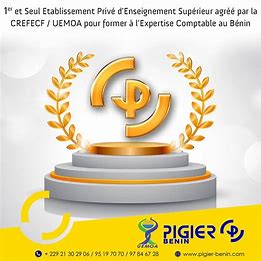 1er et Seul Etablissement Privé d'Enseignement Supérieur agréé par la
CREFECF / UEMOA pour former à l'Expertise Comptable au Bénin
UEMOA
PIGIER
BENIN
+ 229 21 30 29 06 / 95 19 70 70 / 97 84 67 28
www.pigier-benin.com